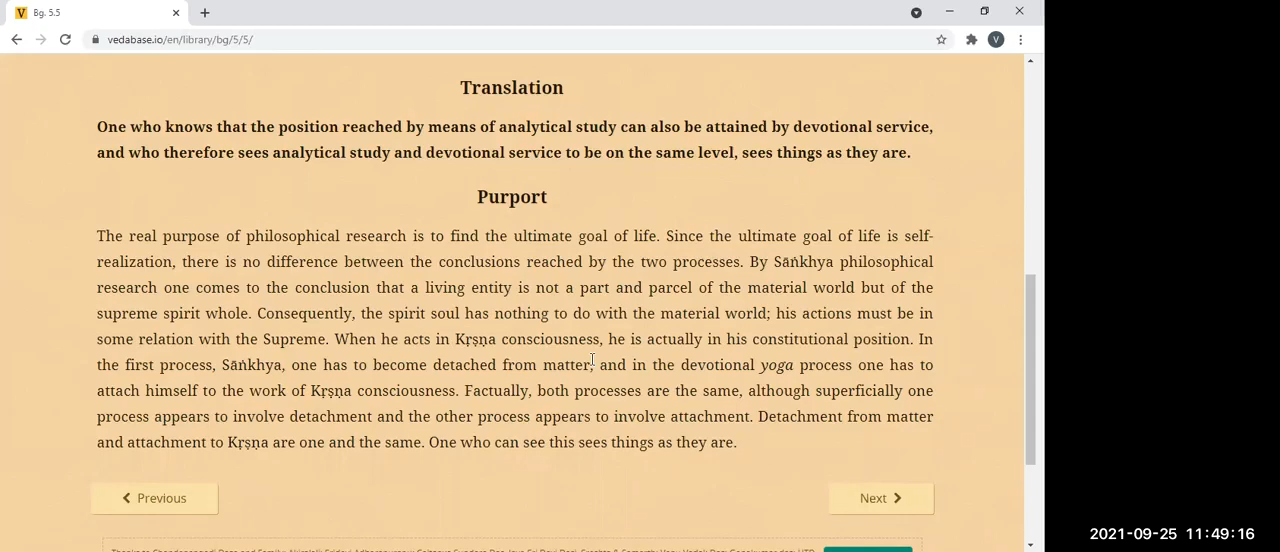 Bg. 5.5
vedabase.io/en/library/bg/5/5/
V
Translation
One who knows that the position reached by means of analytical study can also be attained by devotional service,
and who therefore sees analytical study and devotional service to be on the same level, sees things as they are.
Purport
The real purpose of philosophical research is to find the ultimate goal of life. Since the ultimate goal of life is self-
realization, there is no difference between the conclusions reached by the two processes. By Sāṅkhya philosophical
research one comes to the conclusion that a living entity is not a part and parcel of the material world but of the
supreme spirit whole. Consequently, the spirit soul has nothing to do with the material world; his actions must be in
some relation with the Supreme. When he acts in Kṛṣṇa consciousness, he is actually in his constitutional position. In
the first process, Sāṅkhya, one has to become detached from matter, and in the devotional yoga process one has to
attach himself to the work of Kṛṣṇa consciousness. Factually, both processes are the same, although superficially one
process appears to involve detachment and the other process appears to involve attachment. Detachment from matter
and attachment to Kṛṣṇa are one and the same. One who can see this sees things as they are.
Previous Next
2021-09-25 11:49:16